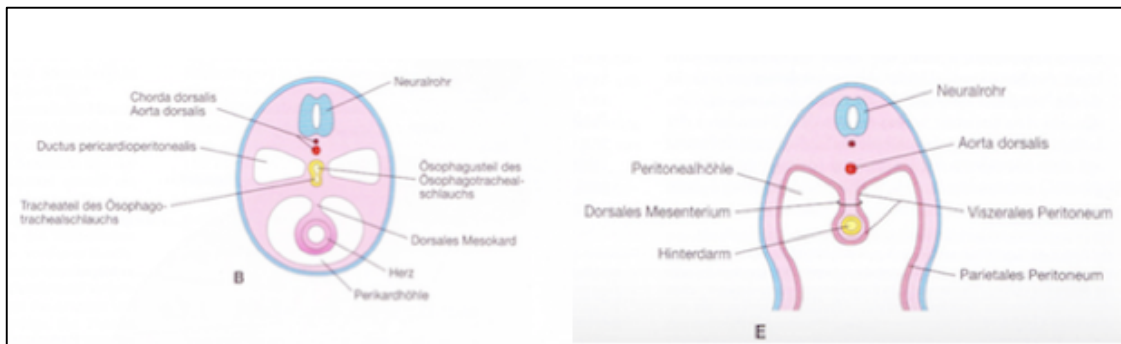 Neuralrohr
Chorda dorsalis
Aorta dorsalis
Ductus pericardioperitonealis
Ösophagusteil des
Ösophagotracheal-
schlauchs
Tracheateil des Ösophago-
trachealschlauchs
Dorsales Mesokard
Herz
Perikardhöhle
B
Neuralrohr
Aorta dorsalis
Peritonealhöhle
Dorsales Mesenterium
Viszerales Peritoneum
Hinterdarm
Parietales Peritoneum
E